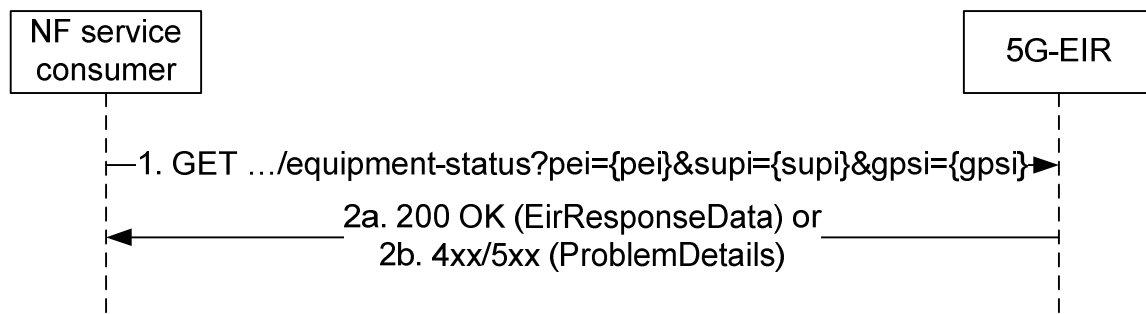 NF service
consumer
5G-EIR
1. GET …/equipment-status?pei={pei}&supi={supi}&gpsi={gpsi}
2a. 200 OK (EirResponseData) or
2b. 4xx/5xx (ProblemDetails)